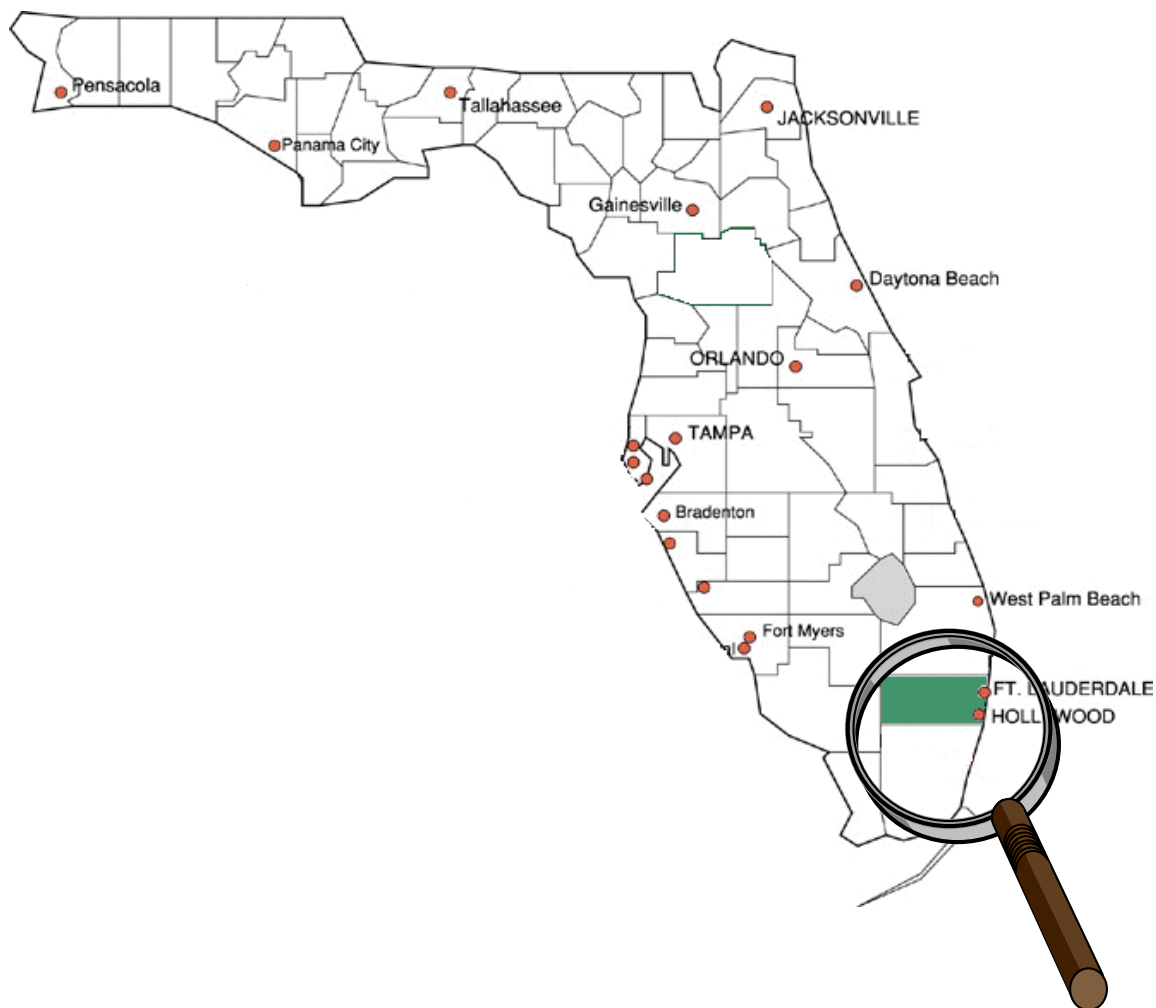 Pensacola
Tallahassee
JACKSONVILLE
Panama City
Gainesville
Daytona Beach
ORLANDO
TAMPA
Bradenton
West Palm Beach
Fort Myers
FT. LAUDERDALE
HOLLYWOOD